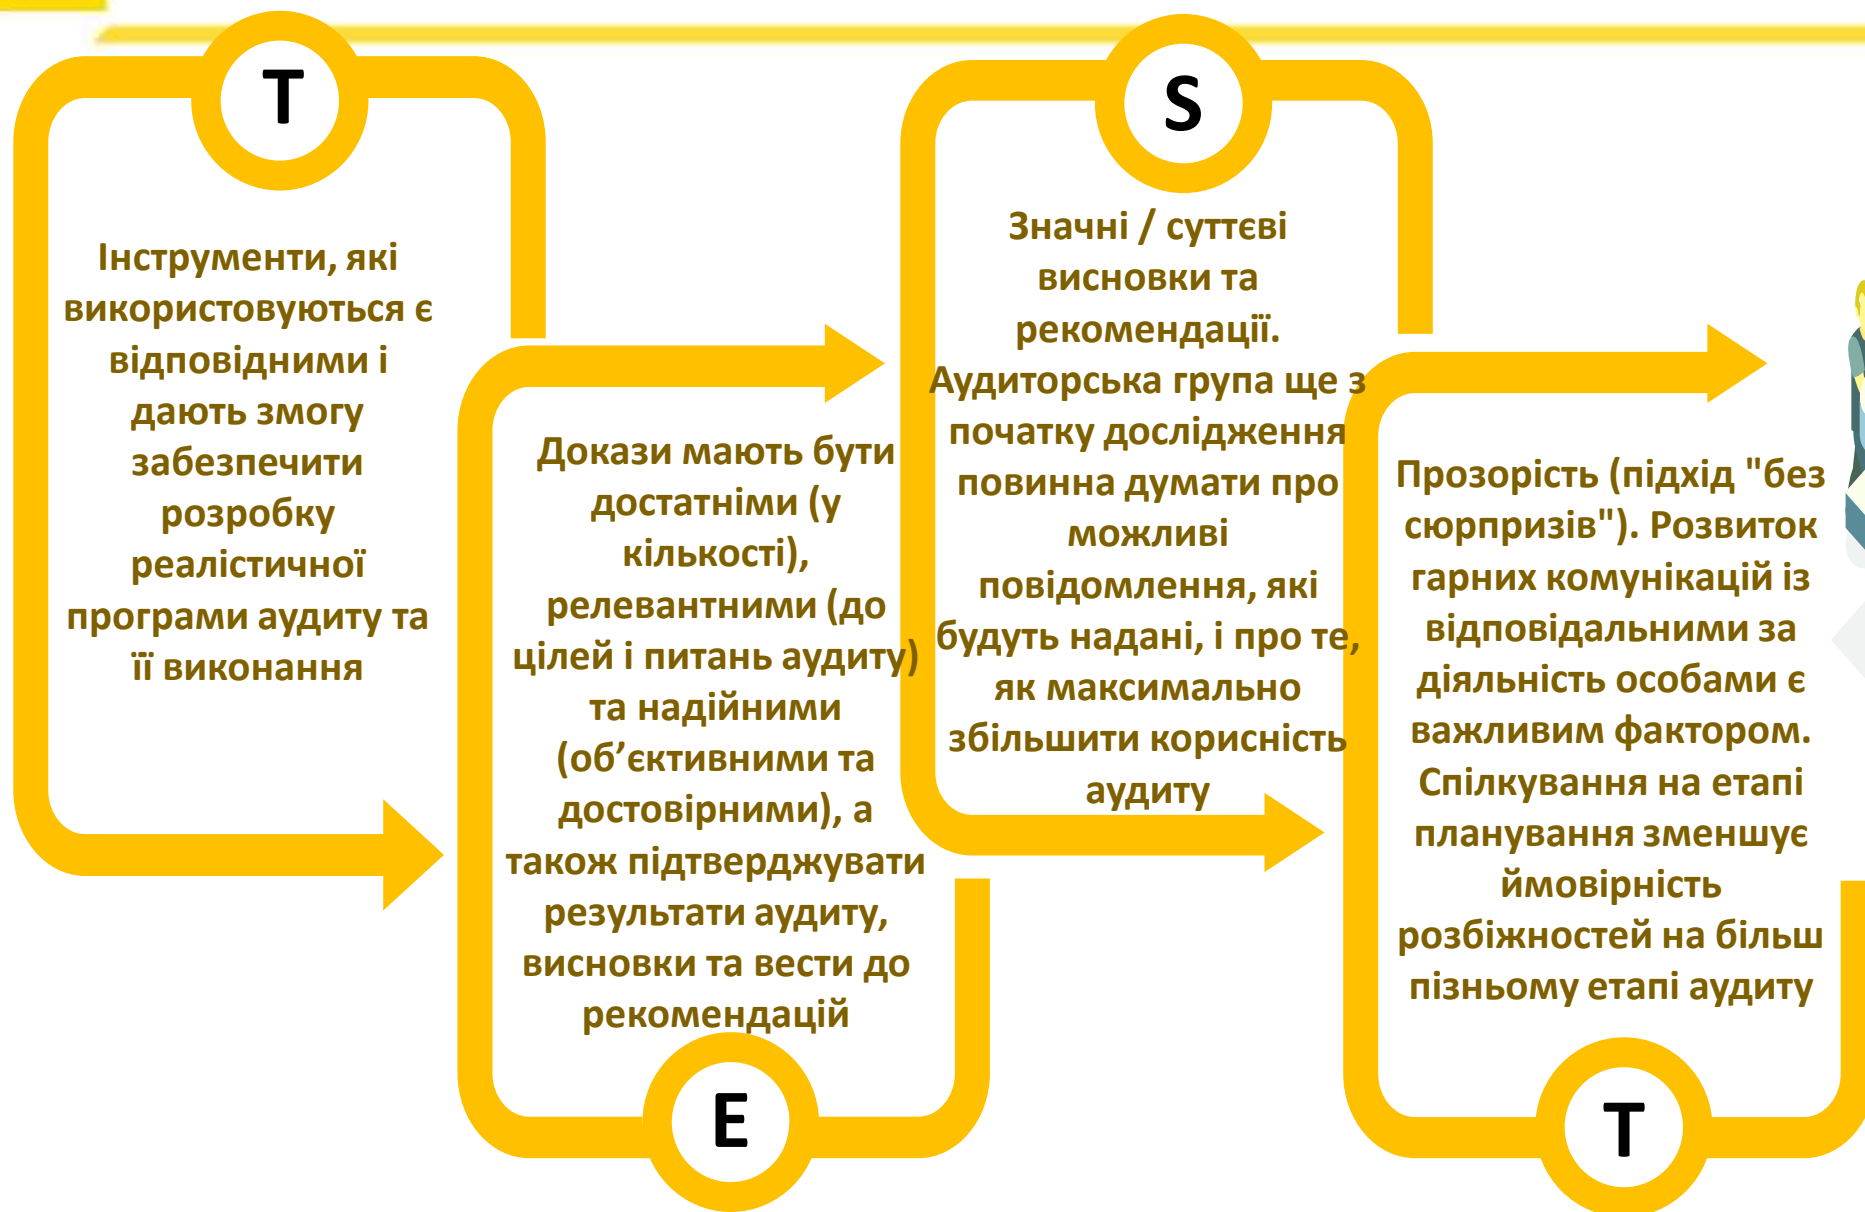 T
Інструменти, які
використовуються є
відповідними і
дають змогу
забезпечити
розробку
реалістичної
програми аудиту та
її виконання
Докази мають бути
достатніми (у
кількості),
релевантними (до
цілей і питань аудиту)
та надійними
(об’єктивними та
достовірними), а
також підтверджувати
результати аудиту,
висновки та вести до
рекомендацій
E
S
Значні / суттєві
висновки та
рекомендації.
Аудиторська група ще з
початку дослідження
повинна думати про
можливі
повідомлення, які
будуть надані, і про те,
як максимально
збільшити корисність
аудиту
Прозорість (підхід "без
сюрпризів"). Розвиток
гарних комунікацій із
відповідальними за
діяльність особами є
важливим фактором.
Спілкування на етапі
планування зменшує
ймовірність
розбіжностей на більш
пізньому етапі аудиту
T